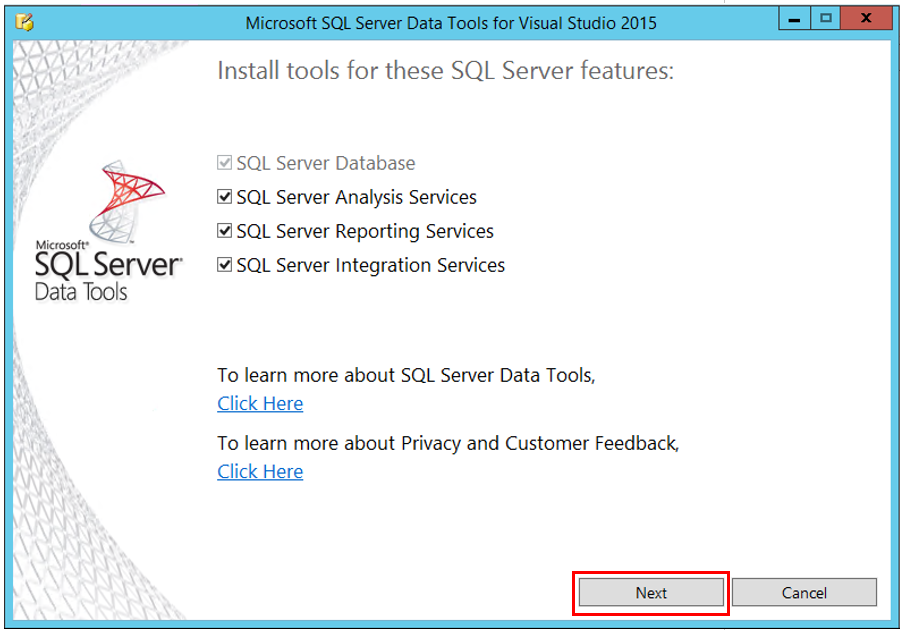 Microsoft SQL Server Data Tools for Visual Studio 2015
Install tools for these SQL Server features:
SQL Server Database
SQL Server Analysis Services
SQL Server Reporting Services
SQL Server Integration Services
Microsoft®
SQL Server®
Data Tools
To learn more about SQL Server Data Tools,
Click Here
To learn more about Privacy and Customer Feedback,
Click Here
Next
Cancel